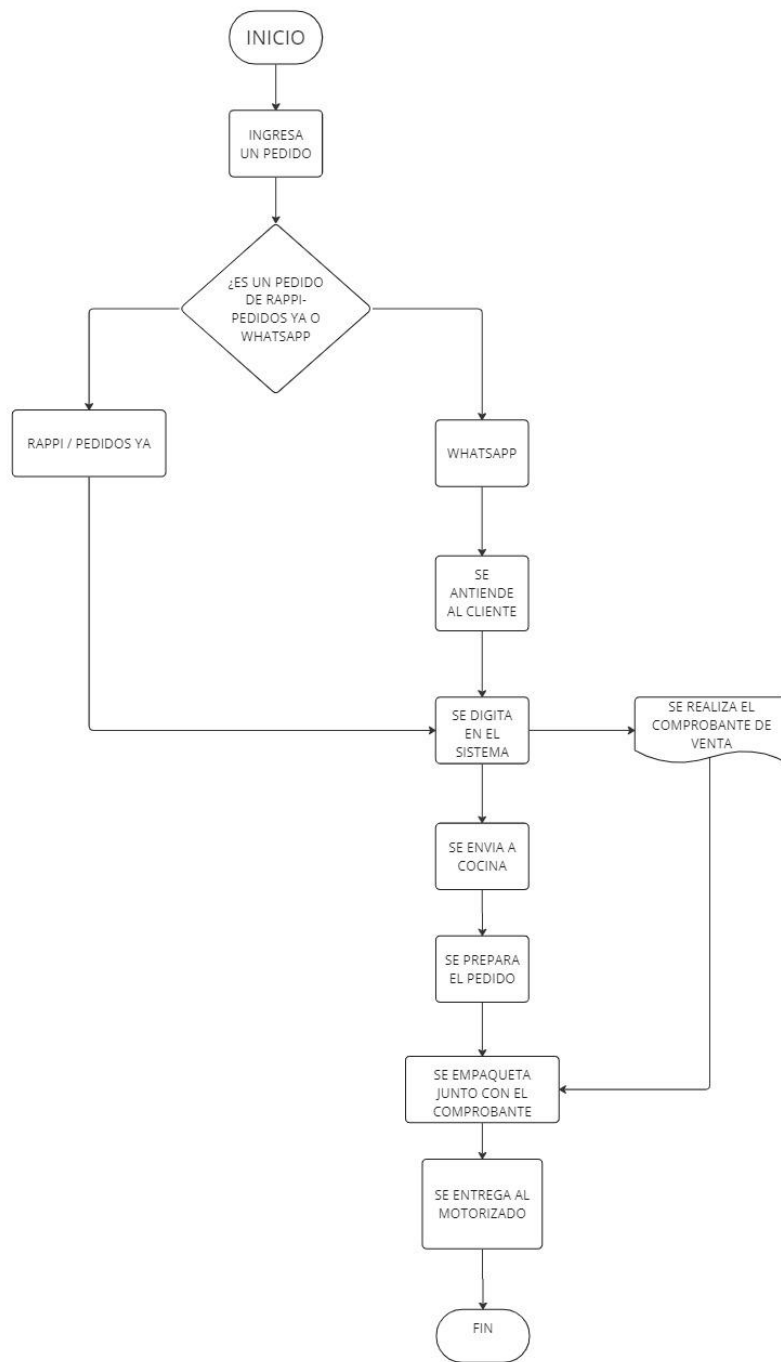 INICIO
INGRESA
UN PEDIDO
¿ES UN PEDIDO
DE RAPPI-
PEDIDOS YA O
WHATSAPP
RAPPI / PEDIDOS YA
WHATSAPP
SE
ANTIENDE
AL CLIENTE
SE DIGITA
EN EL
SISTEMA
SE REALIZA EL
COMPROBANTE DE
VENTA
SE ENVIA A
COCINA
SE PREPARA
EL PEDIDO
SE EMPAQUETA
JUNTO CON EL
COMPROBANTE
SE ENTREGA AL
MOTORIZADO
FIN